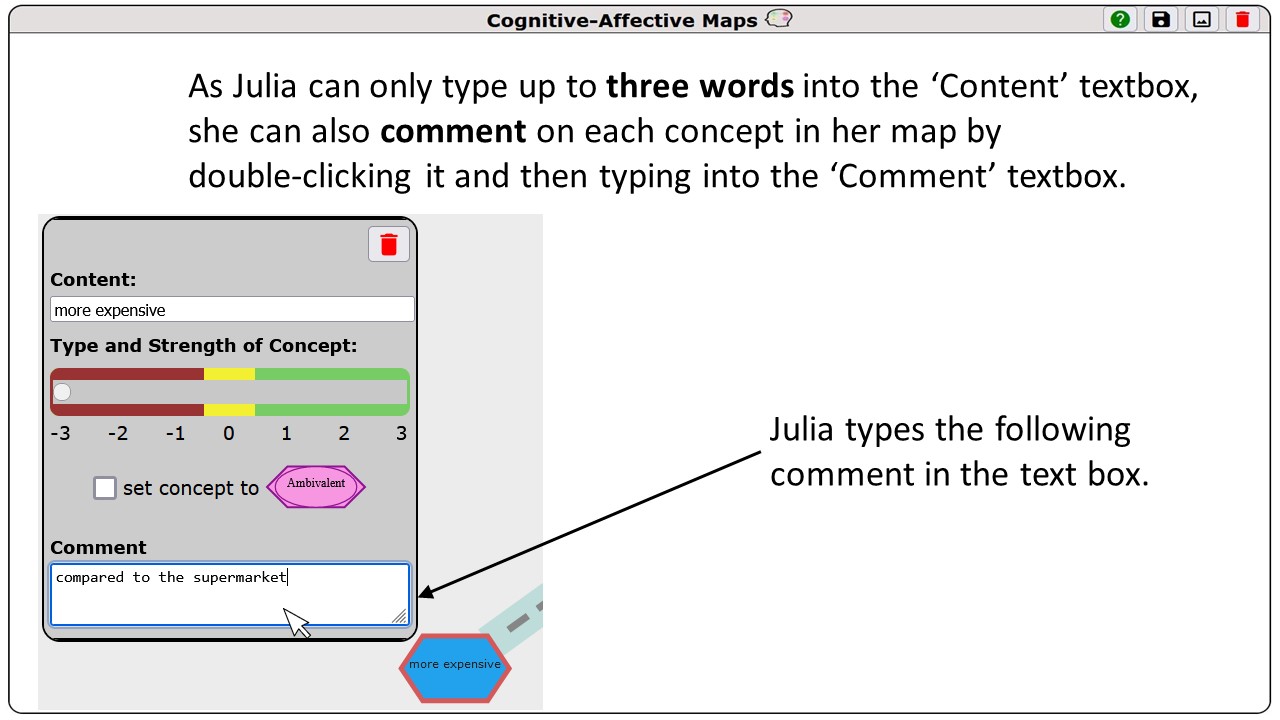 Cognitive-Affective Maps
As Julia can only type up to three words into the ‘Content’ textbox,
she can also comment on each concept in her map by
double-clicking it and then typing into the ‘Comment’ textbox.
Content:
more expensive
Type and Strength of Concept:
-3 -2 -1 0 1 2 3
set concept to Ambivalent
Comment
compared to the supermarket
more expensive
Julia types the following
comment in the text box.